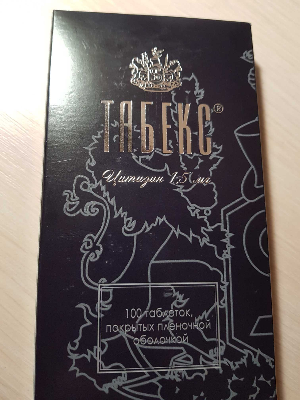 ТАБЕКС®
Цитизин 1,5 мг
100 таблеток,
покрытых пленочной
оболочкой